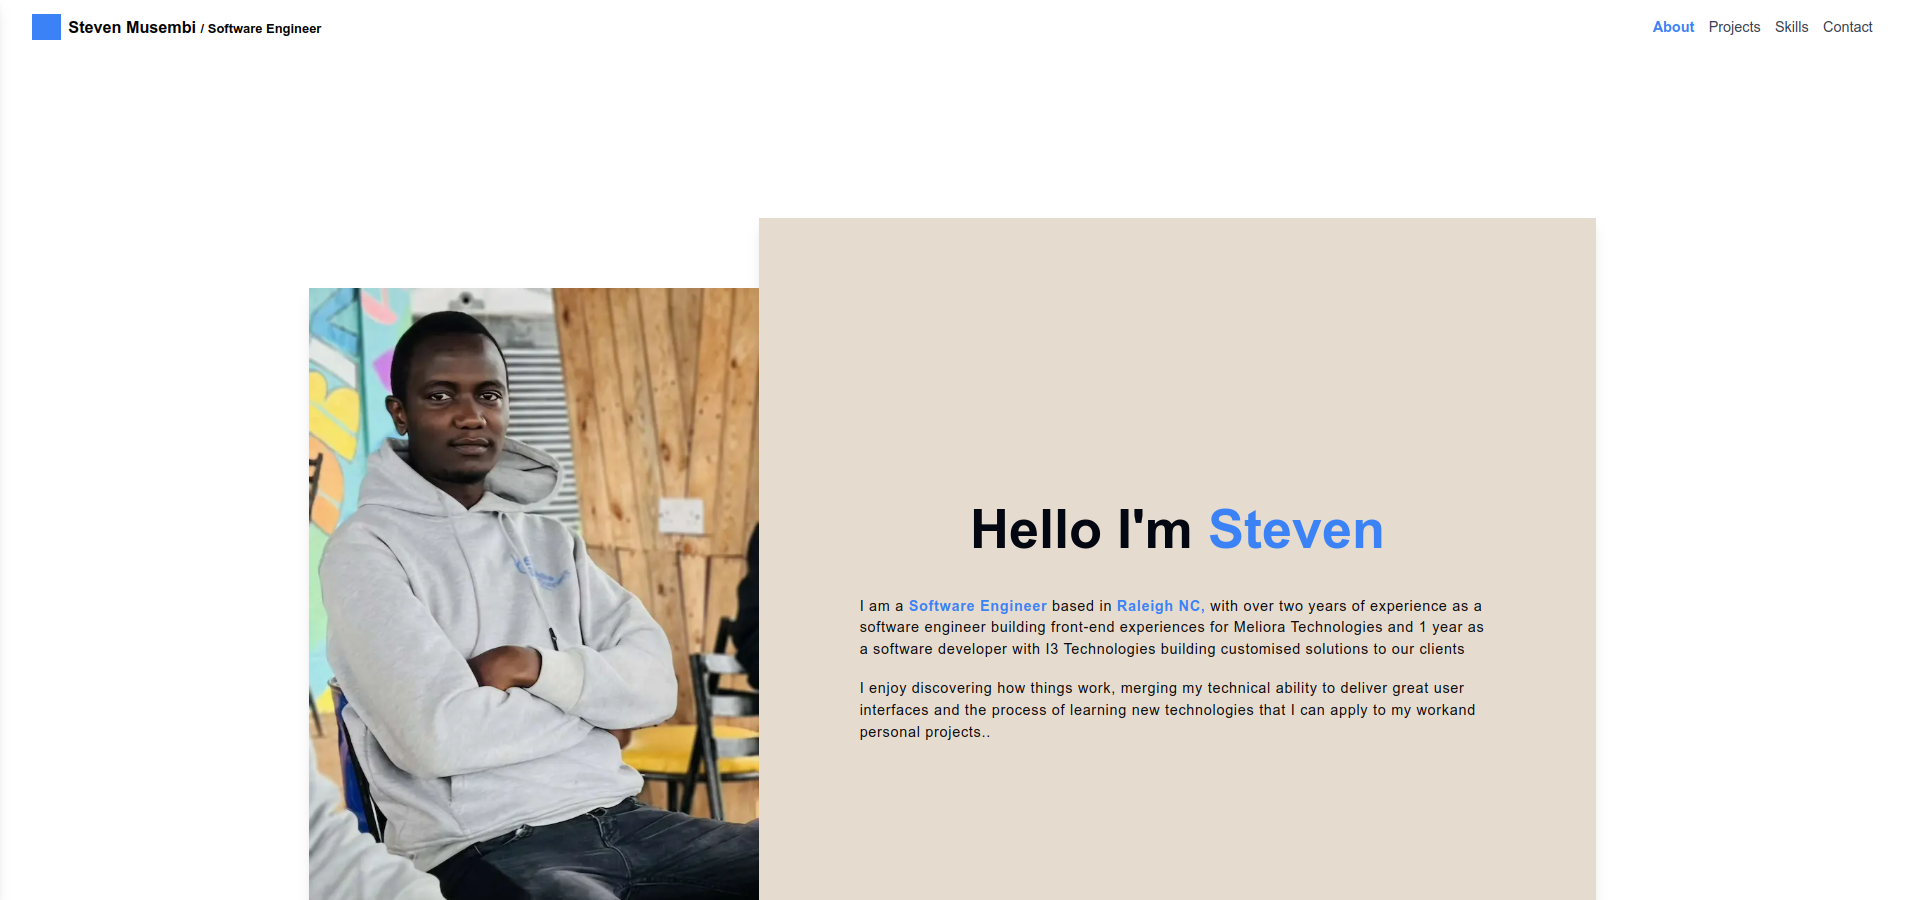 Steven Musembi / Software Engineer
About Projects Skills Contact
Hello I'm Steven
I am a Software Engineer based in Raleigh NC, with over two years of experience as a
software engineer building front-end experiences for Meliora Technologies and 1 year as
a software developer with I3 Technologies building customised solutions to our clients
I enjoy discovering how things work, merging my technical ability to deliver great user
interfaces and the process of learning new technologies that I can apply to my workand
personal projects..